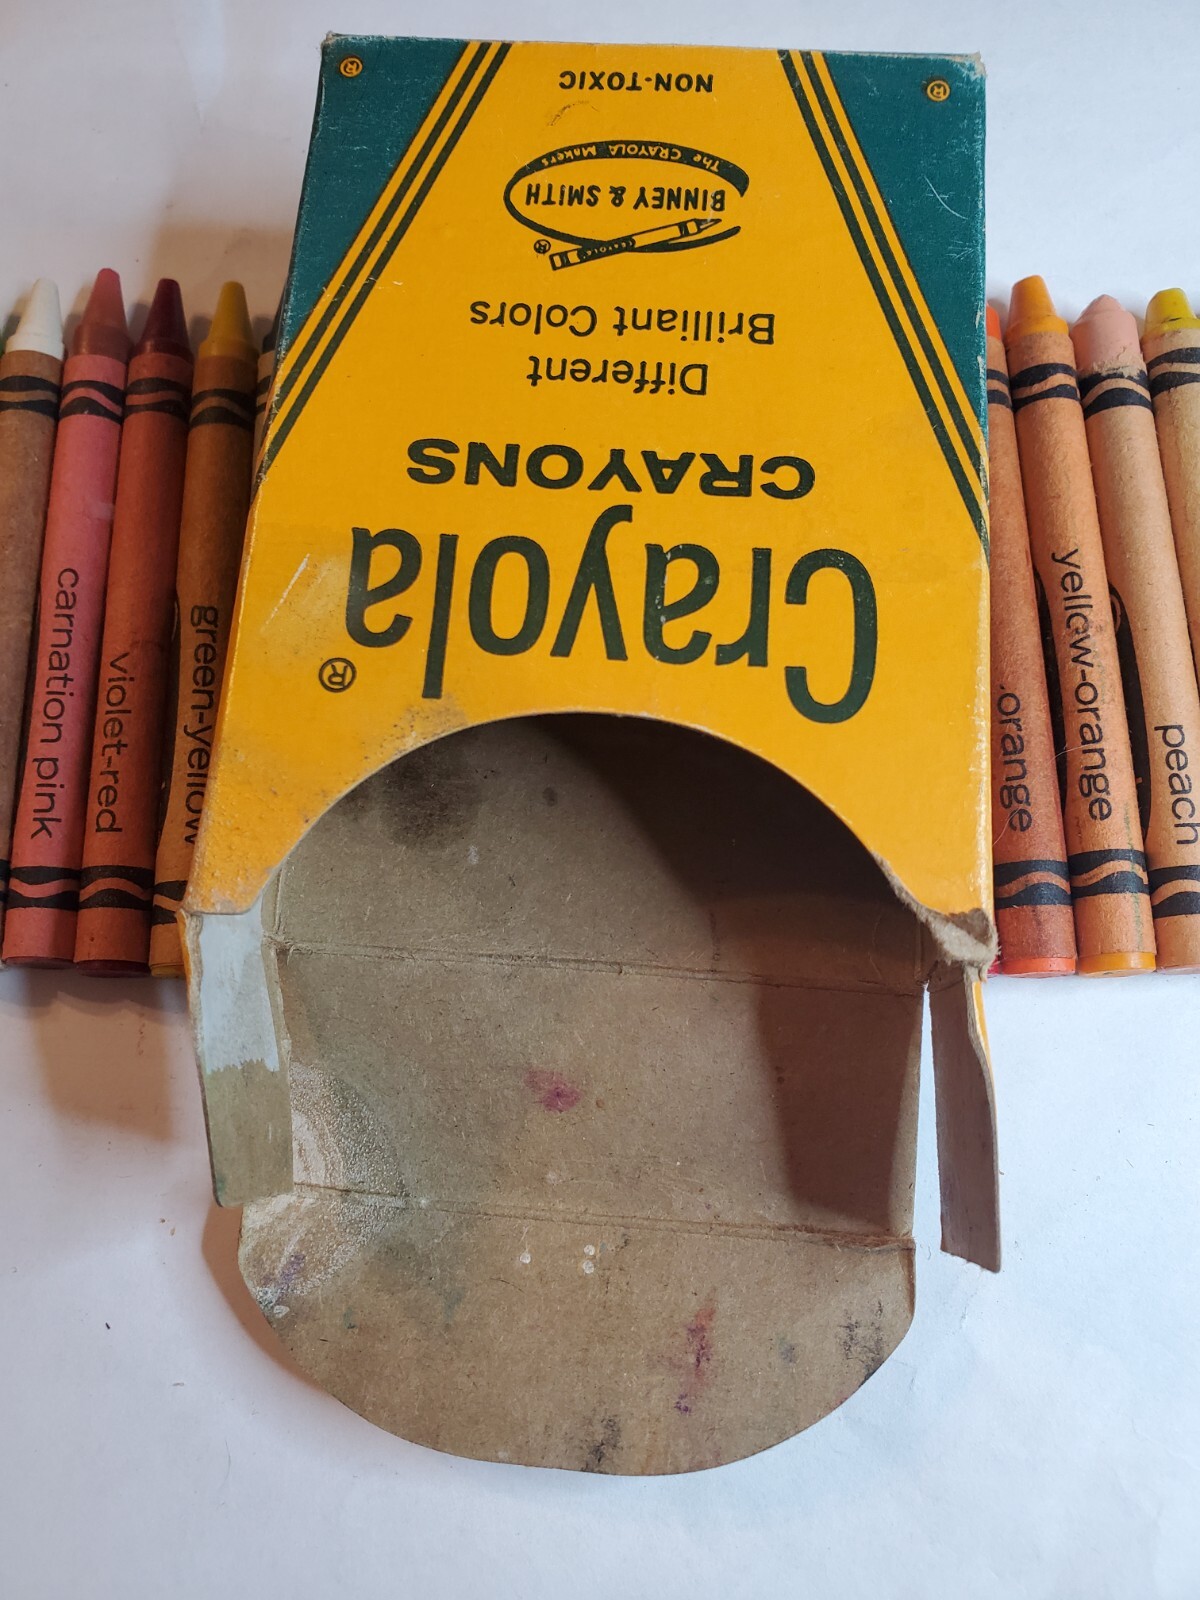 Crayola®
CRAYONS
Different
Brilliant Colors
CRAYOLA
®
BINNEY & SMITH
The CRAYOLA Makers
NON-TOXIC
®
®
carnation pink
violet-red
green-yellow
orange
yellow-orange
peach